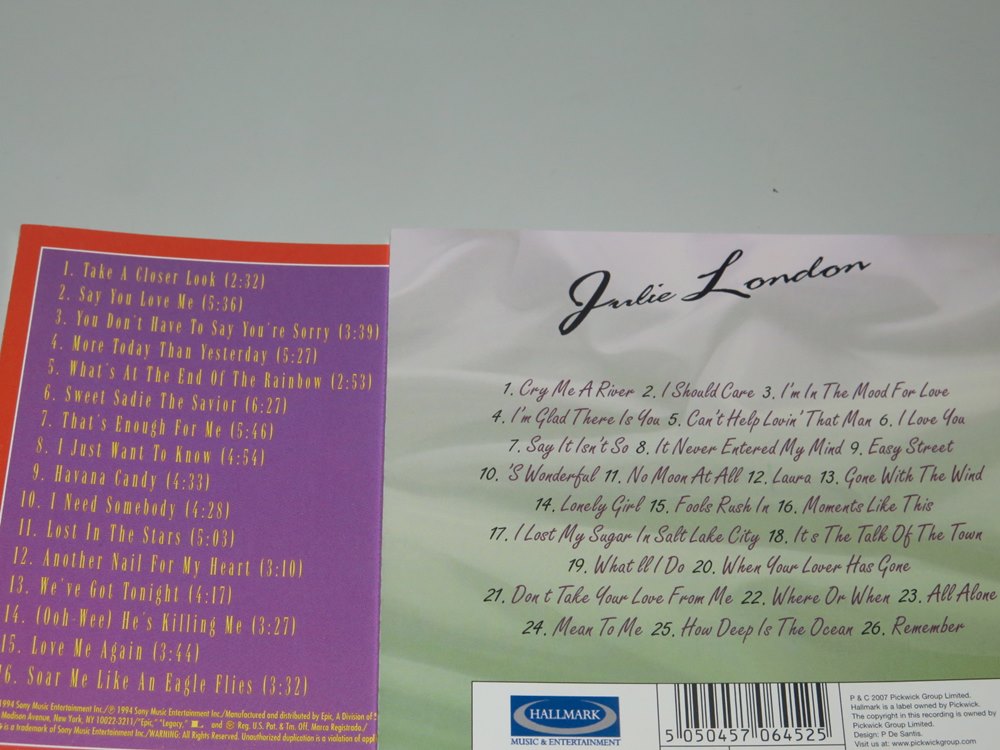 1. Take A Closer Look (2:32)
2. Say You Love Me (5:36)
3. You Don't Have To Say You're Sorry (3:39)
4. More Today Than Yesterday (5:27)
5. What's At The End Of The Rainbow (2:53)
6. Sweet Sadie The Savior (6:27)
7. That's Enough For Me (5:46)
8. I Just Want To Know (4:54)
9. Havana Candy (4:33)
10. I Need Somebody (4:28)
11. Lost In The Stars (5:03)
12. Another Nail For My Heart (3:10)
13. We've Got Tonight (4:17)
14. (Ooh-Wee) He's Killing Me (3:27)
15. Love Me Again (3:44)
6. Soar Me Like An Eagle Flies (3:32)
1994 Sony Music Entertainment Inc./℗ 1994 Sony Music Entertainment Inc./Manufactured and distributed by Epic, A Division of
Madison Avenue, New York, NY 10022-3211/"Epic," "Legacy," and ® Reg. U.S. Pat. & Tm. Off. Marca Registrada./
is a trademark of Sony Music Entertainment Inc./WARNING: All Rights Reserved. Unauthorized duplication is a violation of appl
Julie London
1. Cry Me A River 2. I Should Care 3. I'm In The Mood For Love
4. I'm Glad There Is You 5. Can't Help Lovin' That Man 6. I Love You
7. Say It Isn't So 8. It Never Entered My Mind 9. Easy Street
10. 'S Wonderful 11. No Moon At All 12. Laura 13. Gone With The Wind
14. Lonely Girl 15. Fools Rush In 16. Moments Like This
17. I Lost My Sugar In Salt Lake City 18. It's The Talk Of The Town
19. What'll I Do 20. When Your Lover Has Gone
21. Don't Take Your Love From Me 22. Where Or When 23. All Alone
24. Mean To Me 25. How Deep Is The Ocean 26. Remember
HALLMARK
MUSIC & ENTERTAINMENT
5 050457 064525
P & C 2007 Pickwick Group Limited.
Hallmark is a label owned by Pickwick.
The copyright in this recording is owned by
Pickwick Group Limited.
Design: P De Santis.
Visit us at: www.pickwickgroup.com